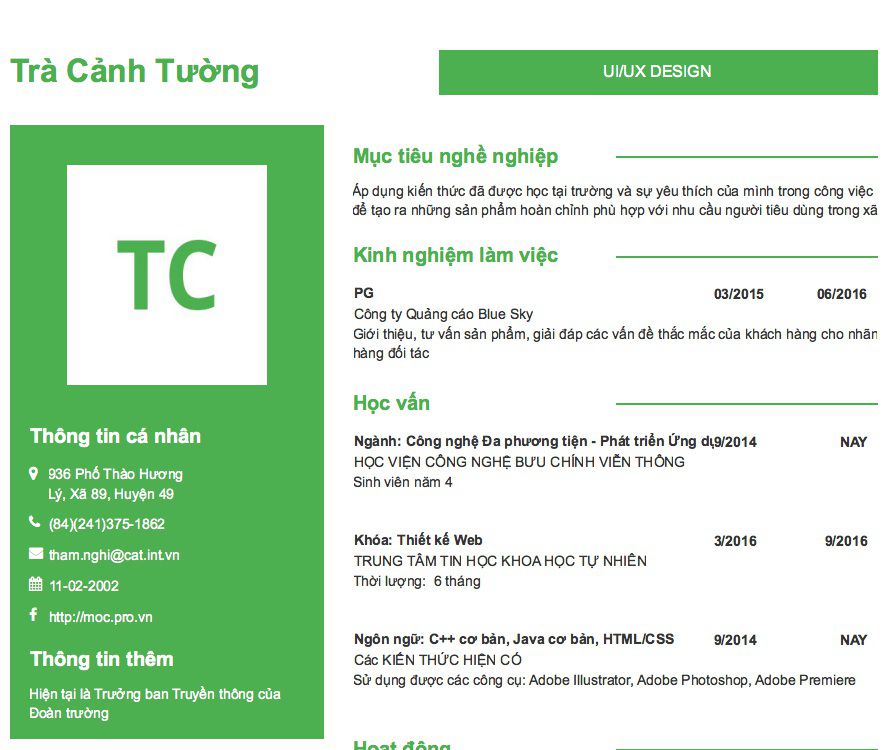 Trà Cảnh Tường
UI/UX DESIGN
TC
Thông tin cá nhân
936 Phố Thào Hương
Lý, Xã 89, Huyện 49
(84)(241)375-1862
tham.nghi@cat.int.vn
11-02-2002
http://moc.pro.vn
Thông tin thêm
Hiện tại là Trưởng ban Truyền thông của
Đoàn trường
Mục tiêu nghề nghiệp
Áp dụng kiến thức đã được học tại trường và sự yêu thích của mình trong công việc
để tạo ra những sản phẩm hoàn chỉnh phù hợp với nhu cầu người tiêu dùng trong xã
Kinh nghiệm làm việc
PG 03/2015 06/2016
Công ty Quảng cáo Blue Sky
Giới thiệu, tư vấn sản phẩm, giải đáp các vấn đề thắc mắc của khách hàng cho nhãn
hàng đối tác
Học vấn
Ngành: Công nghệ Đa phương tiện - Phát triển Ứng 9/2014 NAY
HỌC VIỆN CÔNG NGHỆ BƯU CHÍNH VIỄN THÔNG
Sinh viên năm 4
Khóa: Thiết kế Web 3/2016 9/2016
TRUNG TÂM TIN HỌC KHOA HỌC TỰ NHIÊN
Thời lượng: 6 tháng
Ngôn ngữ: C++ cơ bản, Java cơ bản, HTML/CSS 9/2014 NAY
Các KIẾN THỨC HIỆN CÓ
Sử dụng được các công cụ: Adobe Illustrator, Adobe Photoshop, Adobe Premiere
Hoạt động